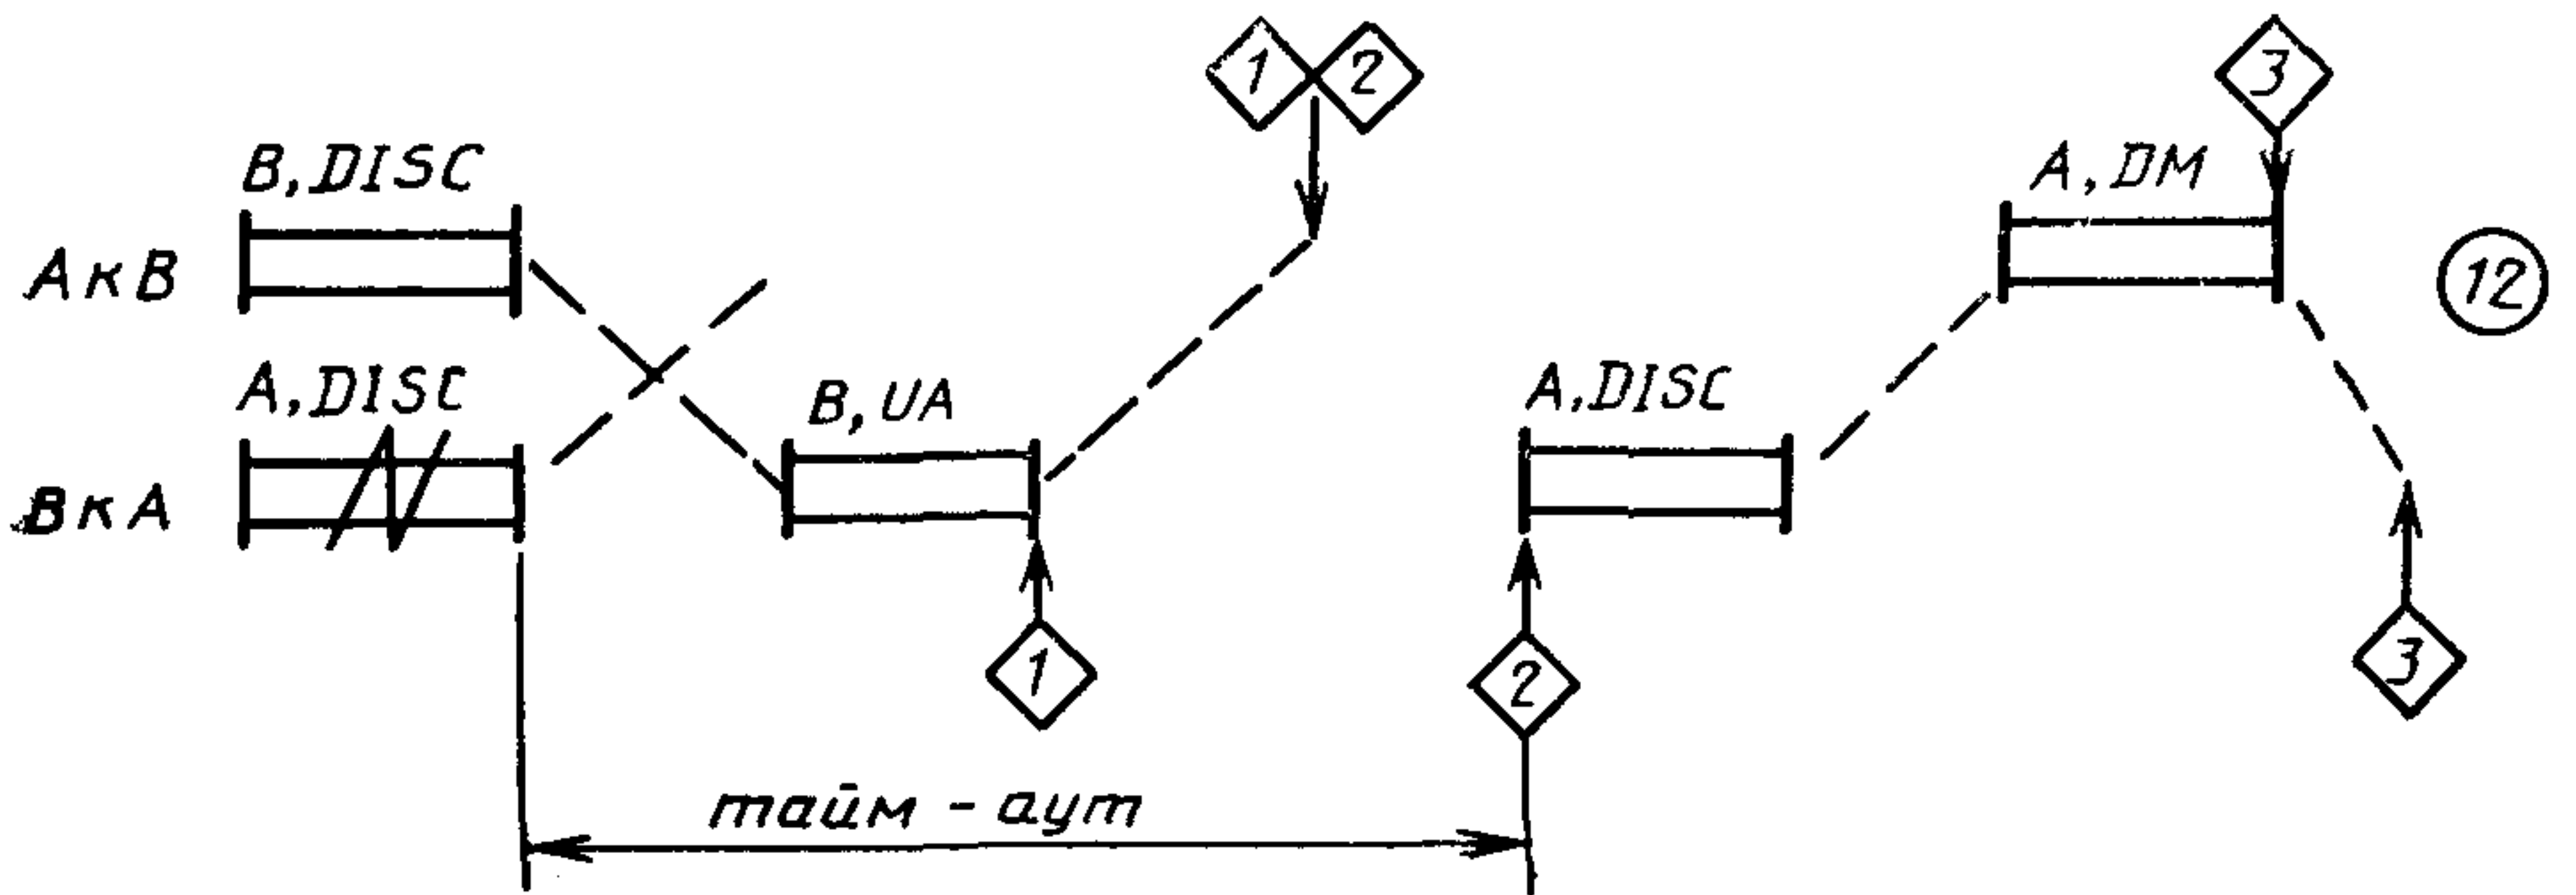 1 2 3
B, DISC A, DM
AкB 12
A, DISC B, UA A, DISC
BкA
1 2 3
тайм - аут